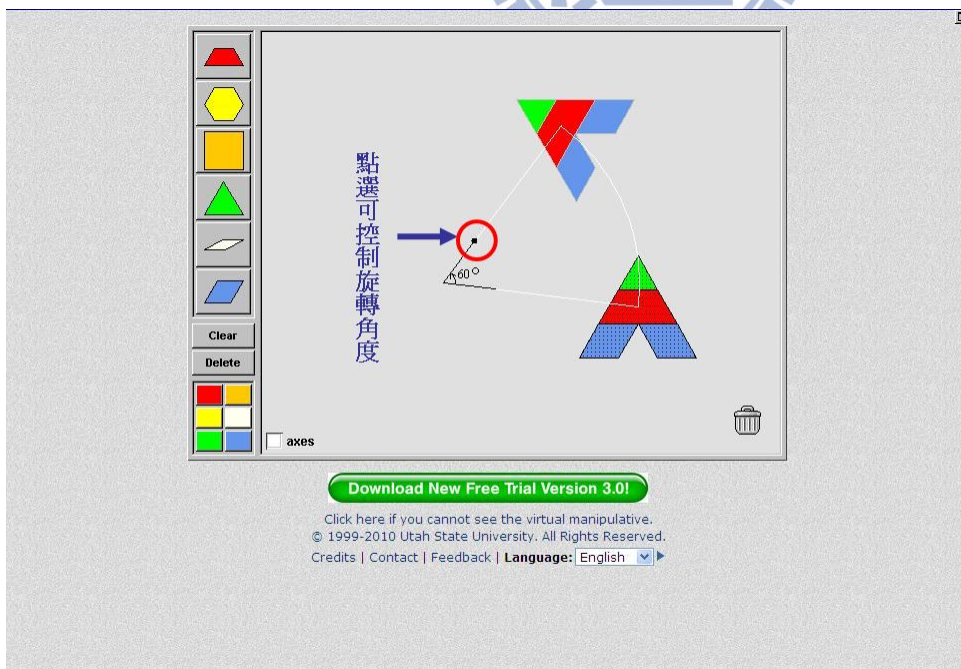 點選可控制旋轉角度
60°
Clear
Delete
axes
Download New Free Trial Version 3.0!
Click here if you cannot see the virtual manipulative.
© 1999-2010 Utah State University. All Rights Reserved.
Credits | Contact | Feedback | Language: English